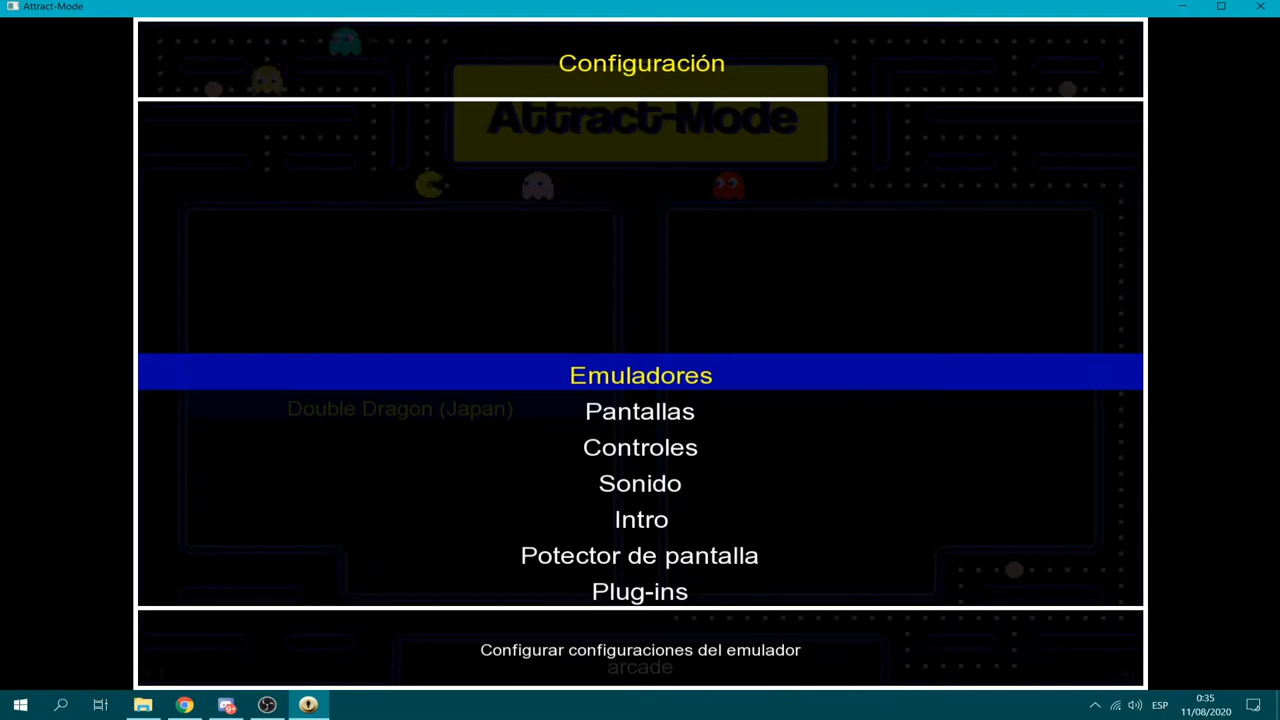 Attract-Mode
Configuración
Attract-Mode
Emuladores
Double Dragon (Japan)
Pantallas
Controles
Sonido
Intro
Potector de pantalla
Plug-ins
Configurar configuraciones del emulador
arcade
ESP
0:35
11/08/2020